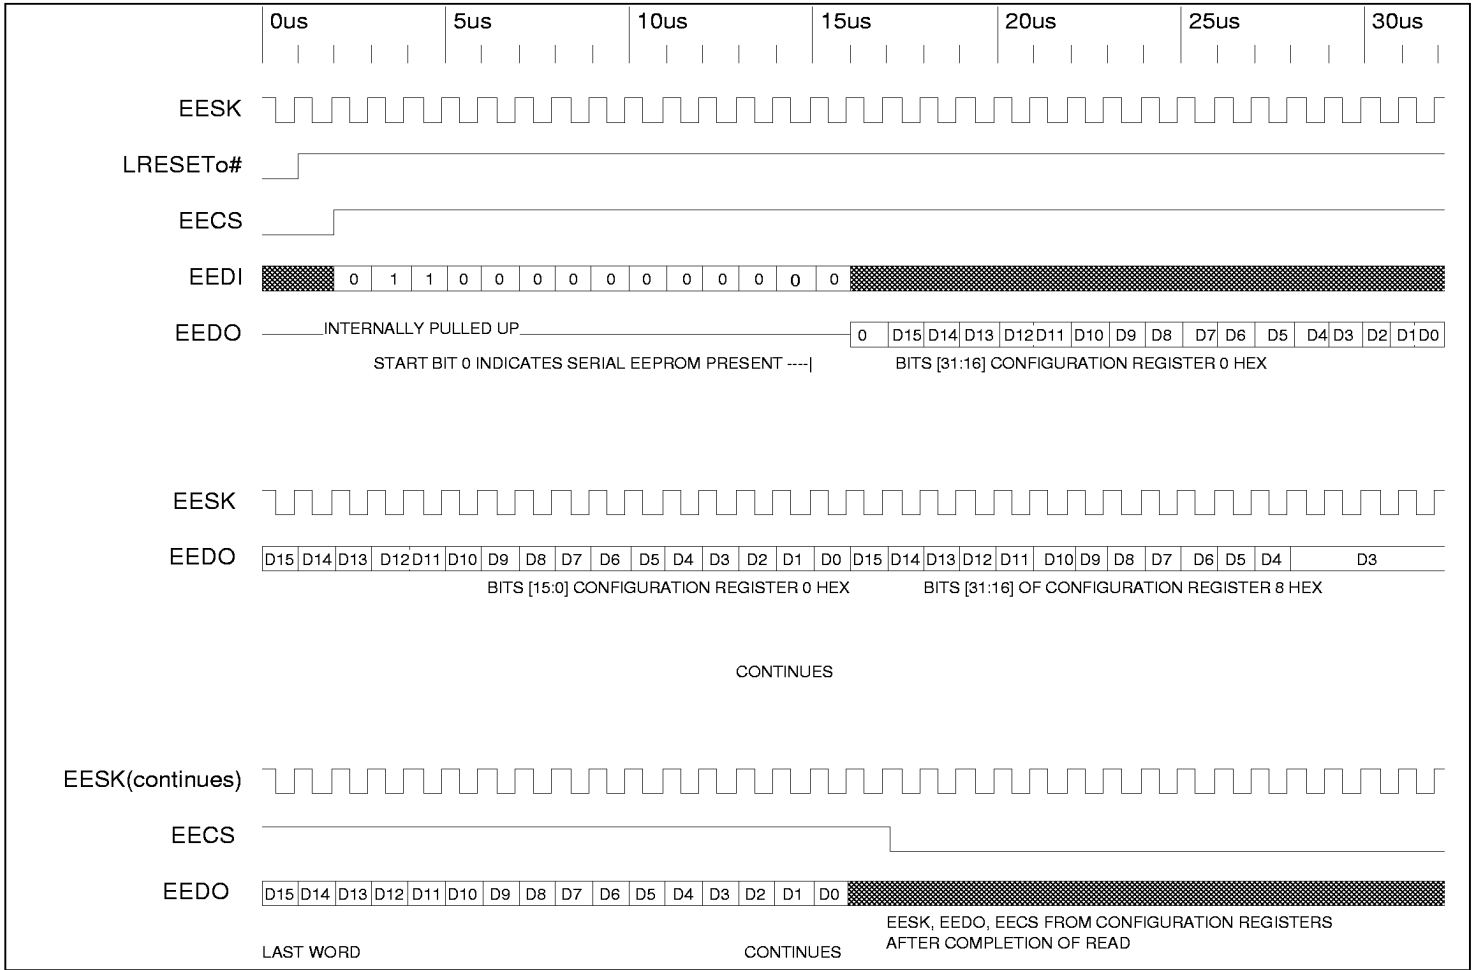 0us 5us 10us 15us 20us 25us 30us
EESK
LRESETo#
EECS
EEDI 0 1 1 0 0 0 0 0 0 0 0 0 0 0
EEDO INTERNALLY PULLED UP 0 D15 D14 D13 D12 D11 D10 D9 D8 D7 D6 D5 D4 D3 D2 D1 D0
START BIT 0 INDICATES SERIAL EEPROM PRESENT ----| BITS [31:16] CONFIGURATION REGISTER 0 HEX
EESK
EEDO D15 D14 D13 D12 D11 D10 D9 D8 D7 D6 D5 D4 D3 D2 D1 D0 D15 D14 D13 D12 D11 D10 D9 D8 D7 D6 D5 D4 D3
BITS [15:0] CONFIGURATION REGISTER 0 HEX BITS [31:16] OF CONFIGURATION REGISTER 8 HEX
CONTINUES
EESK(continues)
EECS
EEDO D15 D14 D13 D12 D11 D10 D9 D8 D7 D6 D5 D4 D3 D2 D1 D0
EESK, EEDO, EECS FROM CONFIGURATION REGISTERS
AFTER COMPLETION OF READ
LAST WORD CONTINUES